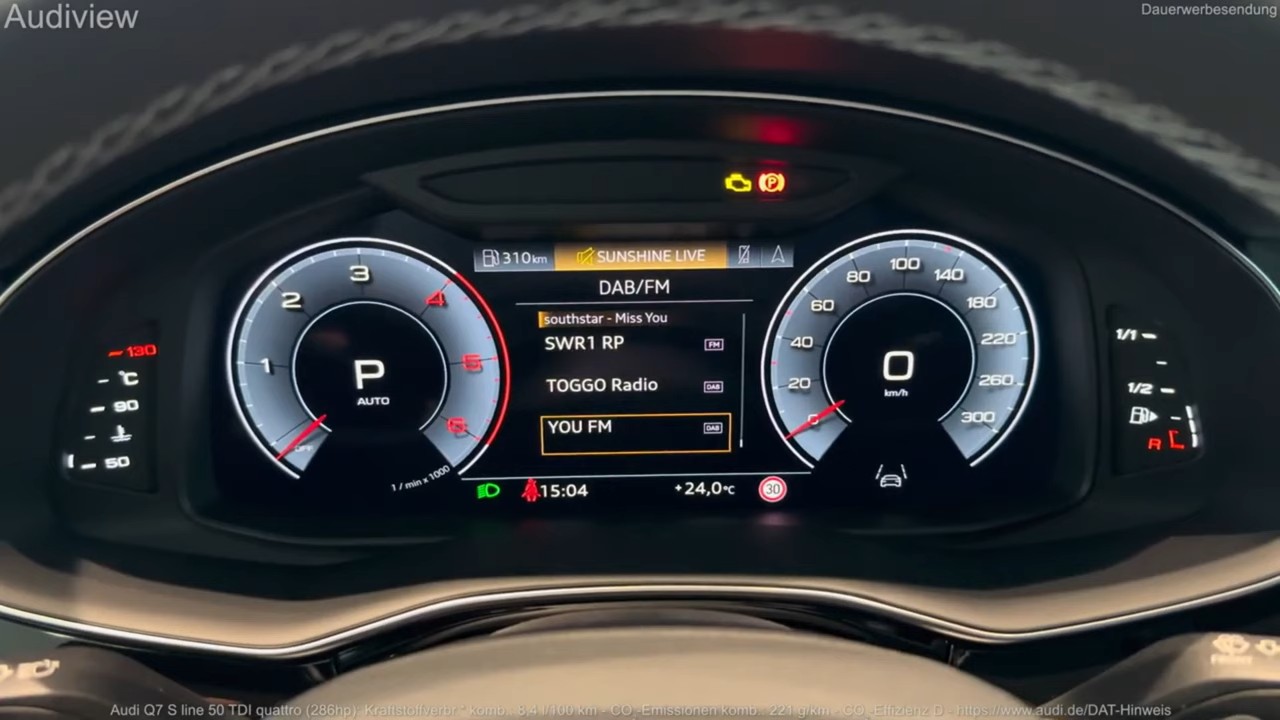 Audiview
Dauerwerbesendung
310 km
SUNSHINE LIVE
DAB/FM
southstar - Miss You
SWR1 RP
FM
TOGGO Radio
DAB
YOU FM
DAB
15:04
+24,0°C
30
OFF
1
2
3
4
5
6
P
AUTO
1 / min x 1000
0
20
40
60
80
100
140
180
220
260
300
0
km/h
130
°C
90
50
1/1
1/2
R
Audi Q7 S line 50 TDI quattro (286hp): Kraftstoffverbr.* komb.: 8,4 l/100 km - CO₂-Emissionen komb.: 221 g/km - CO₂-Effizienz D - https://www.audi.de/DAT-Hinweis